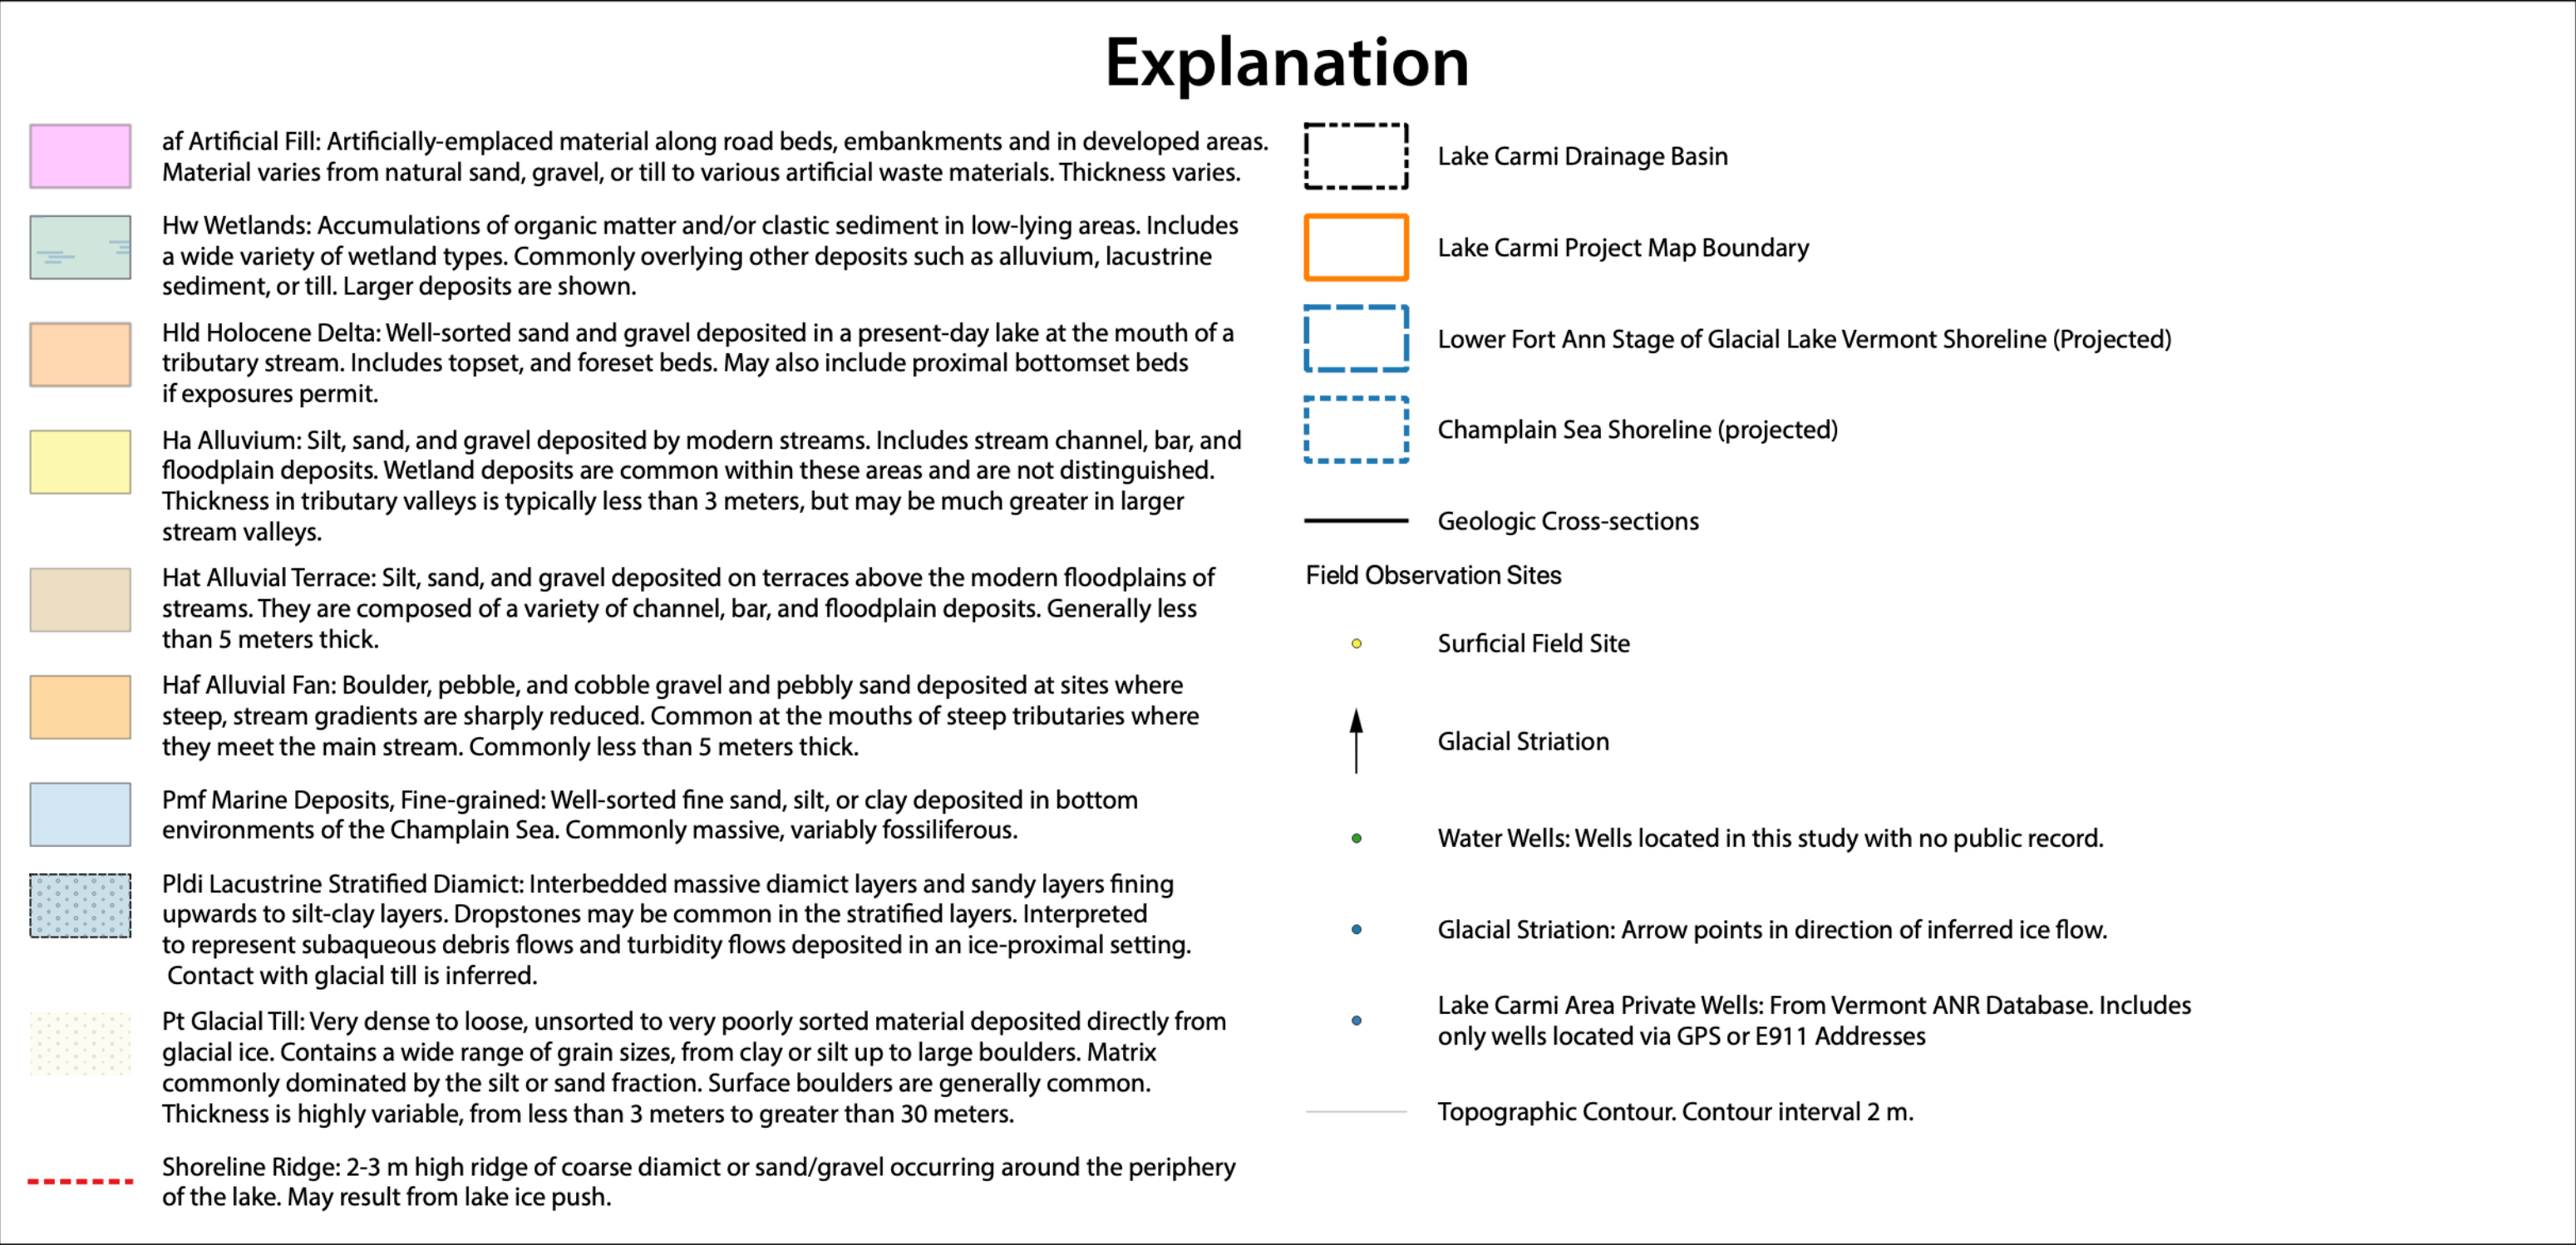 Explanation
af Artificial Fill: Artificially-emplaced material along road beds, embankments and in developed areas.
Material varies from natural sand, gravel, or till to various artificial waste materials. Thickness varies.
Hw Wetlands: Accumulations of organic matter and/or clastic sediment in low-lying areas. Includes
a wide variety of wetland types. Commonly overlying other deposits such as alluvium, lacustrine
sediment, or till. Larger deposits are shown.
Hld Holocene Delta: Well-sorted sand and gravel deposited in a present-day lake at the mouth of a
tributary stream. Includes topset, and foreset beds. May also include proximal bottomset beds
if exposures permit.
Ha Alluvium: Silt, sand, and gravel deposited by modern streams. Includes stream channel, bar, and
floodplain deposits. Wetland deposits are common within these areas and are not distinguished.
Thickness in tributary valleys is typically less than 3 meters, but may be much greater in larger
stream valleys.
Hat Alluvial Terrace: Silt, sand, and gravel deposited on terraces above the modern floodplains of
streams. They are composed of a variety of channel, bar, and floodplain deposits. Generally less
than 5 meters thick.
Haf Alluvial Fan: Boulder, pebble, and cobble gravel and pebbly sand deposited at sites where
steep, stream gradients are sharply reduced. Common at the mouths of steep tributaries where
they meet the main stream. Commonly less than 5 meters thick.
Pmf Marine Deposits, Fine-grained: Well-sorted fine sand, silt, or clay deposited in bottom
environments of the Champlain Sea. Commonly massive, variably fossiliferous.
Pldi Lacustrine Stratified Diamict: Interbedded massive diamict layers and sandy layers fining
upwards to silt-clay layers. Dropstones may be common in the stratified layers. Interpreted
to represent subaqueous debris flows and turbidity flows deposited in an ice-proximal setting.
Contact with glacial till is inferred.
Pt Glacial Till: Very dense to loose, unsorted to very poorly sorted material deposited directly from
glacial ice. Contains a wide range of grain sizes, from clay or silt up to large boulders. Matrix
commonly dominated by the silt or sand fraction. Surface boulders are generally common.
Thickness is highly variable, from less than 3 meters to greater than 30 meters.
Shoreline Ridge: 2-3 m high ridge of coarse diamict or sand/gravel occurring around the periphery
of the lake. May result from lake ice push.
Lake Carmi Drainage Basin
Lake Carmi Project Map Boundary
Lower Fort Ann Stage of Glacial Lake Vermont Shoreline (Projected)
Champlain Sea Shoreline (projected)
Geologic Cross-sections
Field Observation Sites
Surficial Field Site
Glacial Striation
Water Wells: Wells located in this study with no public record.
Glacial Striation: Arrow points in direction of inferred ice flow.
Lake Carmi Area Private Wells: From Vermont ANR Database. Includes
only wells located via GPS or E911 Addresses
Topographic Contour. Contour interval 2 m.